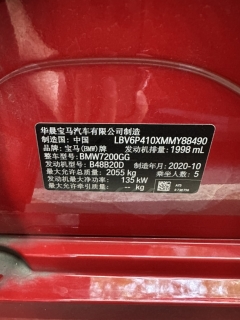 华晨宝马汽车有限公司制造
制造国: 中国 LBV6P410XMMY88490
品牌: 宝马(BMW)牌 发动机排量: 1998 mL
整车型号: BMW7200GG
发动机型号: B48B20D 制造年月: 2020-10
最大允许总质量: 2055 kg 乘坐人数: 5
发动机最大净功率: 135 kW
最大允许牵引质量: -- kg